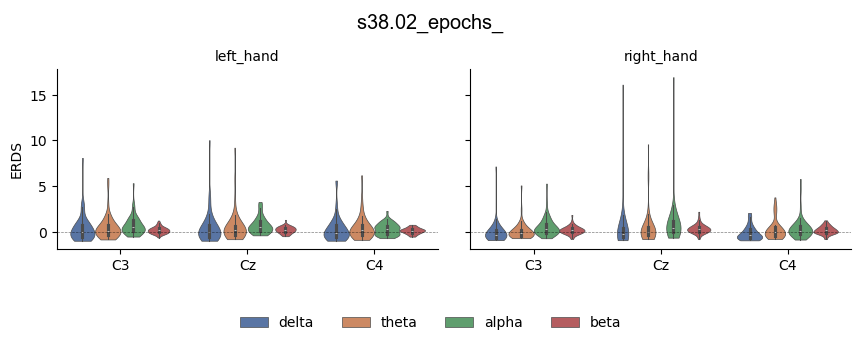 s38.02_epochs_
left_hand
right_hand
ERDS
15
10
5
0
C3
Cz
C4
C3
Cz
C4
delta
theta
alpha
beta